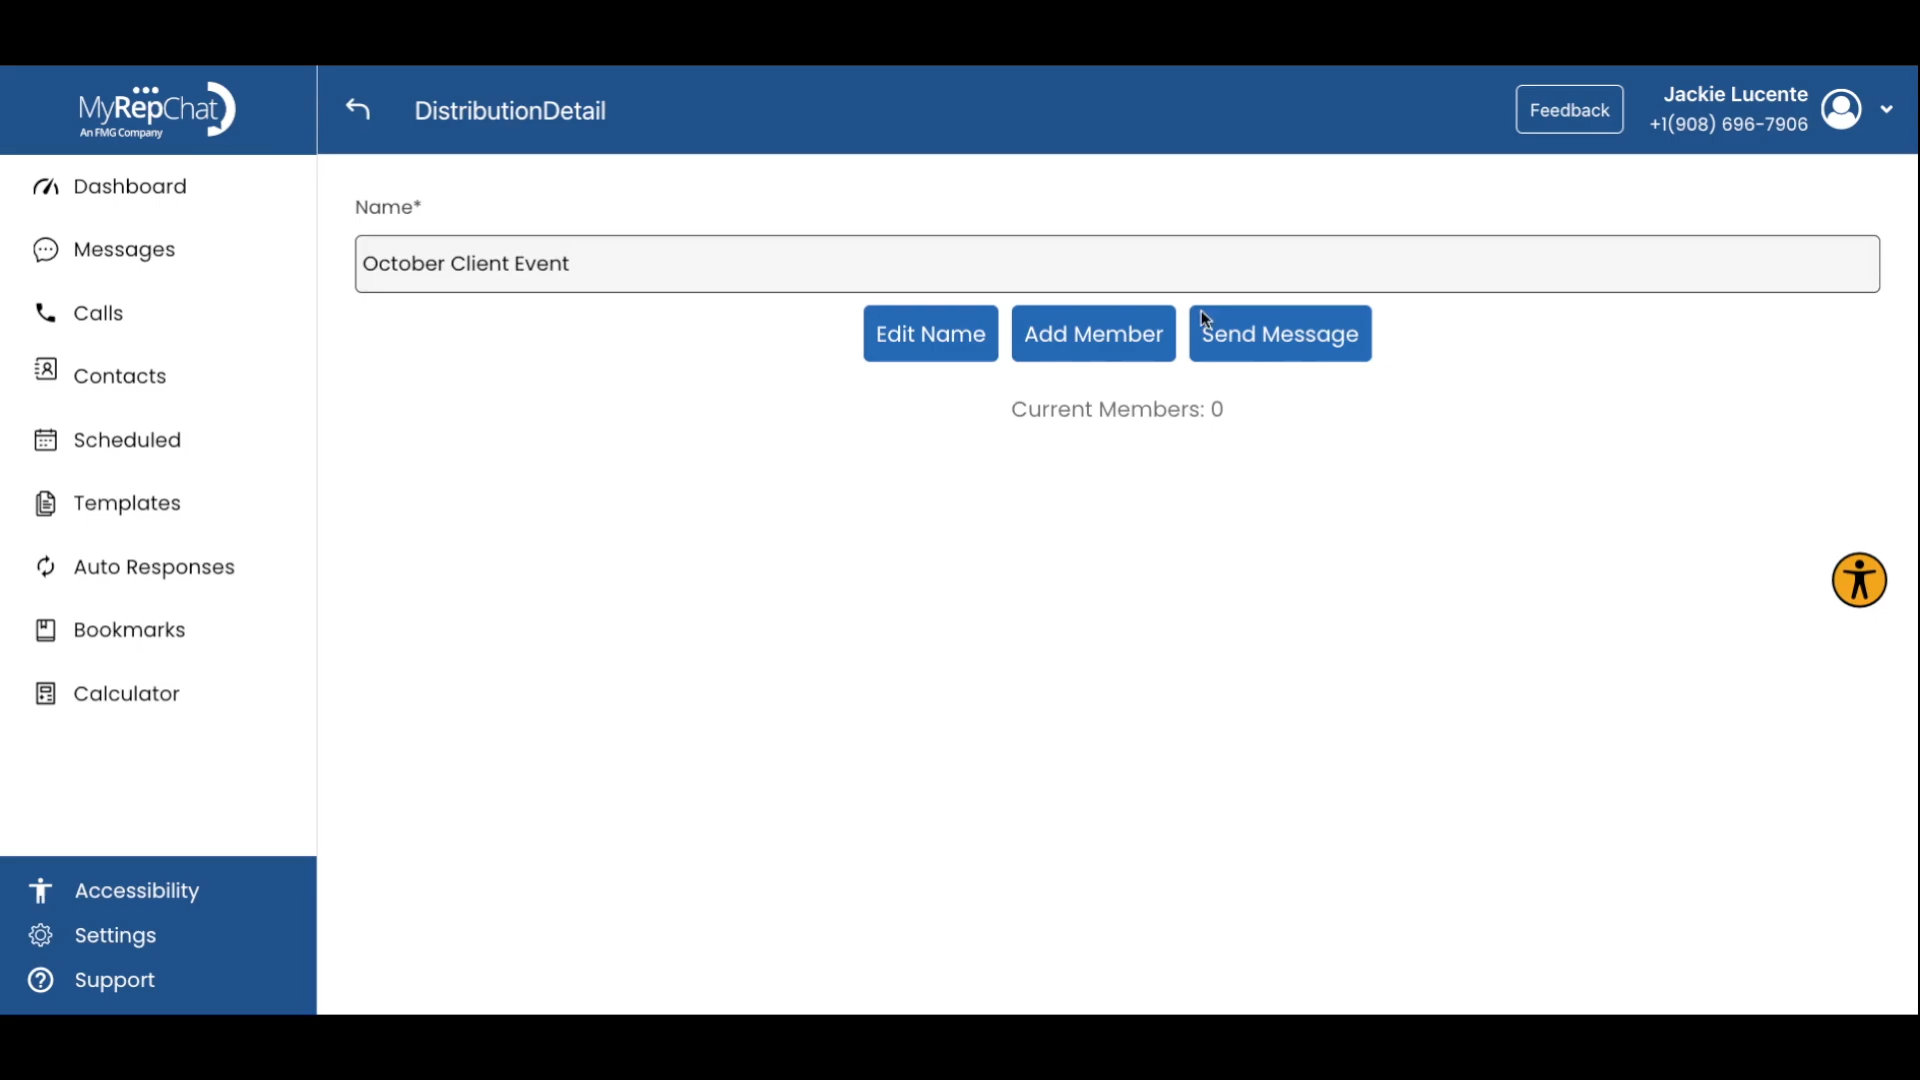 MyRepChat
An FMG Company
DistributionDetail
Feedback
Jackie Lucente
+1(908) 696-7906
Dashboard
Messages
Calls
Contacts
Scheduled
Templates
Auto Responses
Bookmarks
Calculator
Accessibility
Settings
Support
Name*
October Client Event
Edit Name
Add Member
Send Message
Current Members: 0